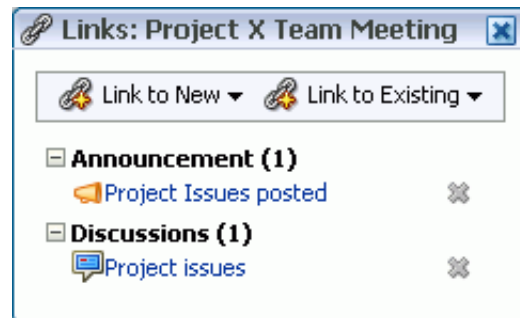 Links: Project X Team Meeting
Link to New Link to Existing
Announcement (1)
Project Issues posted
Discussions (1)
Project issues